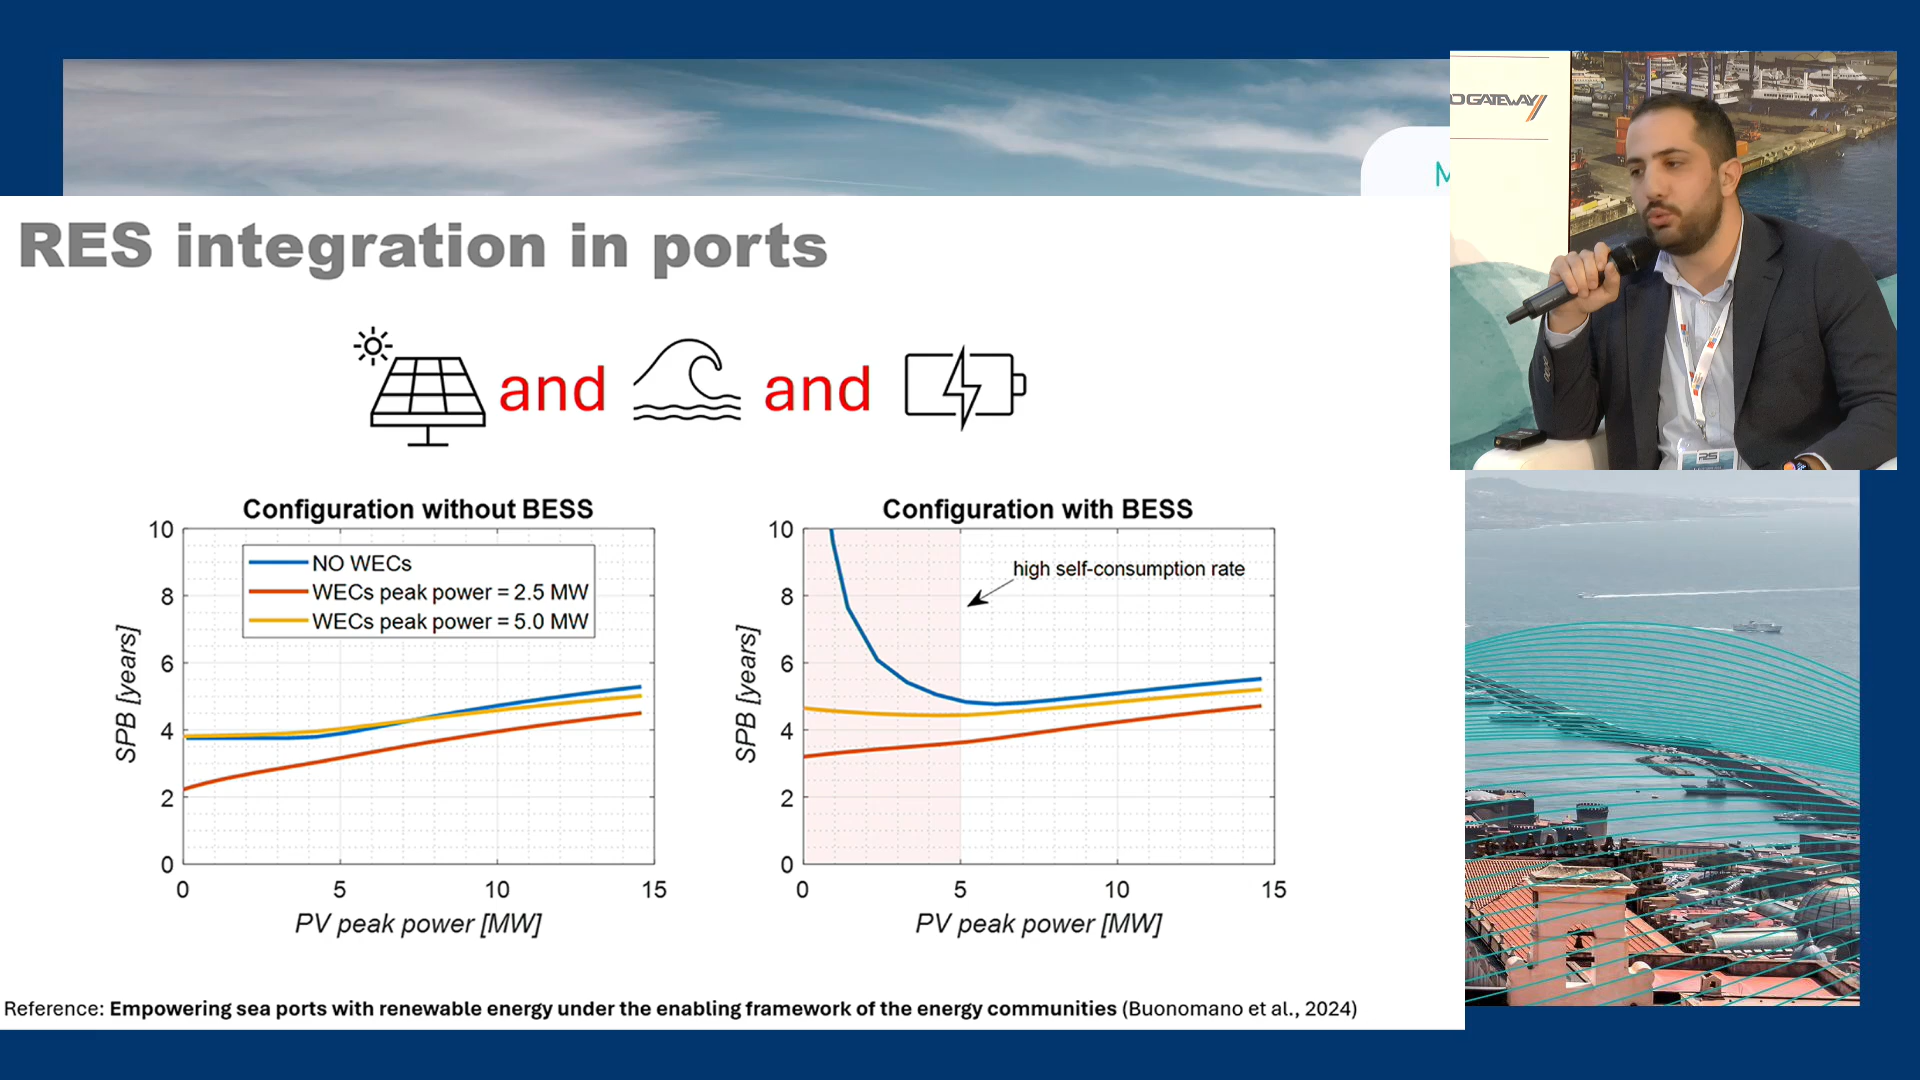 M
GATEWAY
RES integration in ports
and and
Configuration without BESS
10
8
6
4
2
0
0 5 10 15
SPB [years]
PV peak power [MW]
NO WECs
WECs peak power = 2.5 MW
WECs peak power = 5.0 MW
Configuration with BESS
10
8
6
4
2
0
0 5 10 15
SPB [years]
PV peak power [MW]
high self-consumption rate
Reference: Empowering sea ports with renewable energy under the enabling framework of the energy communities (Buonomano et al., 2024)